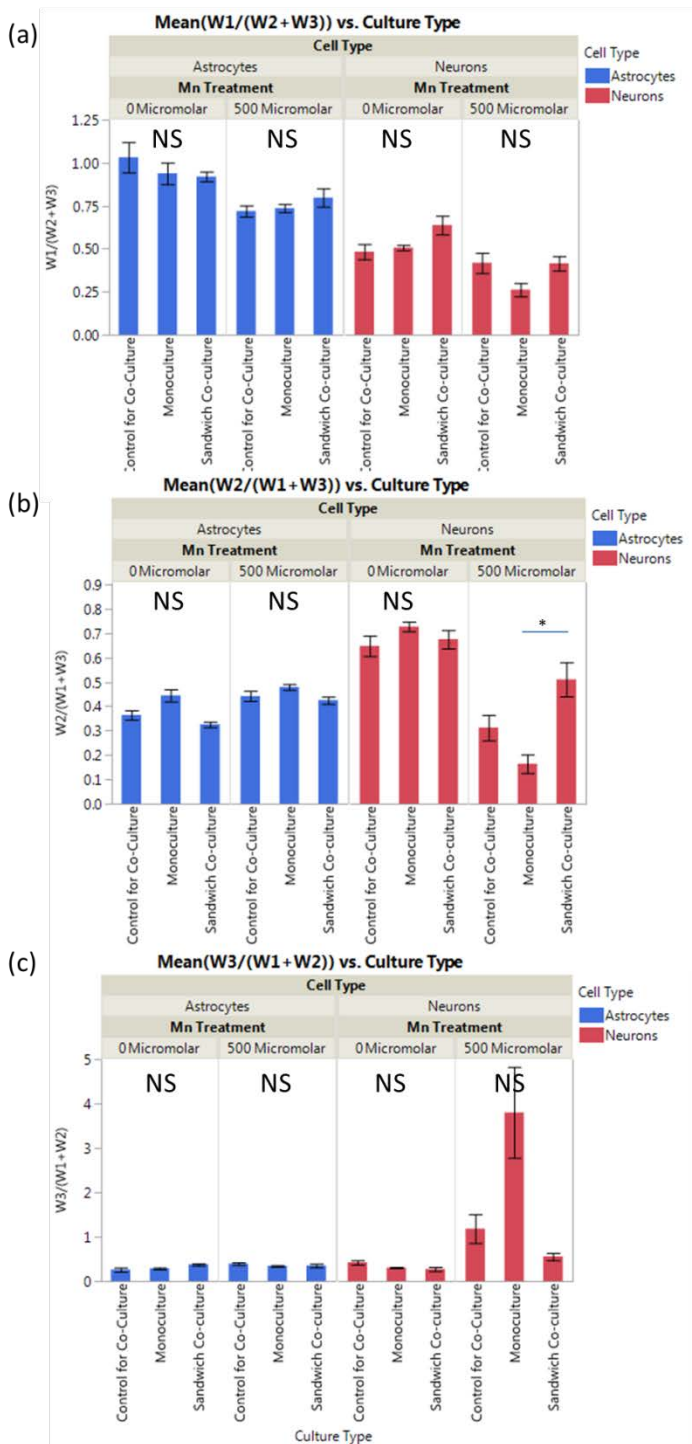 (a)
Mean(W1/(W2+W3)) vs. Culture Type
Cell Type
Astrocytes Neurons
Mn Treatment Mn Treatment
0 Micromolar 500 Micromolar 0 Micromolar 500 Micromolar
Cell Type
Astrocytes
Neurons
NS NS NS NS
W1/(W2+W3)
1.25
1.00
0.75
0.50
0.25
0.00
Control for Co-Culture
Monoculture
Sandwich Co-culture
Control for Co-Culture
Monoculture
Sandwich Co-culture
Control for Co-Culture
Monoculture
Sandwich Co-culture
Control for Co-Culture
Monoculture
Sandwich Co-culture
(b)
Mean(W2/(W1+W3)) vs. Culture Type
Cell Type
Astrocytes Neurons
Mn Treatment Mn Treatment
0 Micromolar 500 Micromolar 0 Micromolar 500 Micromolar
Cell Type
Astrocytes
Neurons
NS NS NS *
W2/(W1+W3)
0.9
0.8
0.7
0.6
0.5
0.4
0.3
0.2
0.1
0.0
Control for Co-Culture
Monoculture
Sandwich Co-culture
Control for Co-Culture
Monoculture
Sandwich Co-culture
Control for Co-Culture
Monoculture
Sandwich Co-culture
Control for Co-Culture
Monoculture
Sandwich Co-culture
(c)
Mean(W3/(W1+W2)) vs. Culture Type
Cell Type
Astrocytes Neurons
Mn Treatment Mn Treatment
0 Micromolar 500 Micromolar 0 Micromolar 500 Micromolar
Cell Type
Astrocytes
Neurons
NS NS NS NS
W3/(W1+W2)
5
4
3
2
1
0
Control for Co-Culture
Monoculture
Sandwich Co-culture
Control for Co-Culture
Monoculture
Sandwich Co-culture
Control for Co-Culture
Monoculture
Sandwich Co-culture
Control for Co-Culture
Monoculture
Sandwich Co-culture
Culture Type